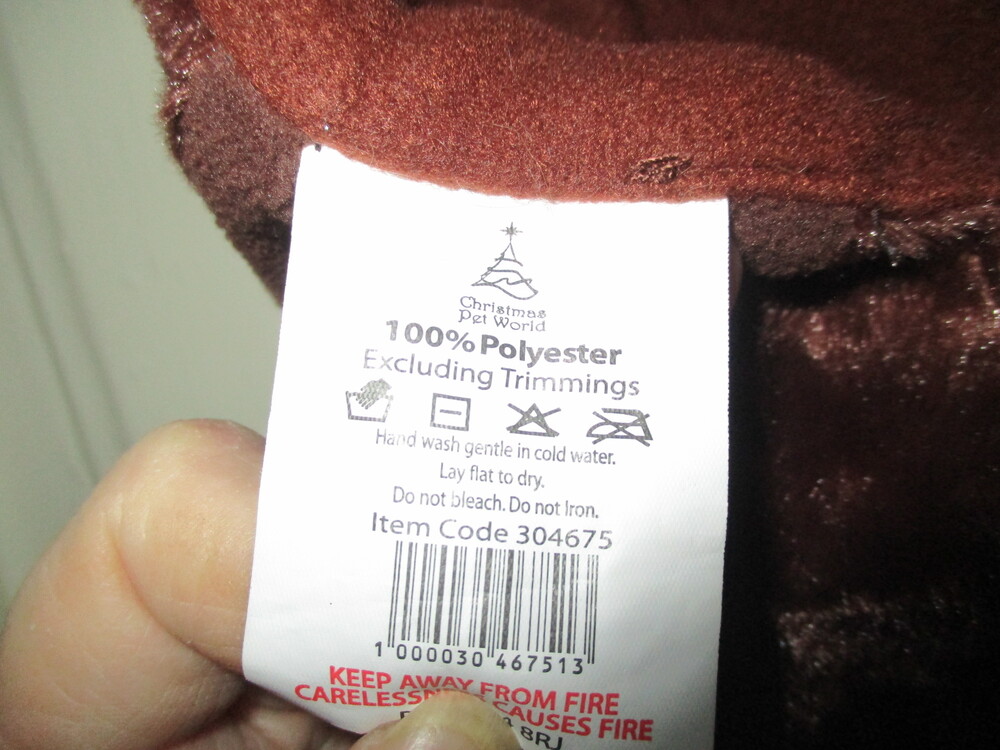 Christmas
Pet World
100% Polyester
Excluding Trimmings
Hand wash gentle in cold water.
Lay flat to dry.
Do not bleach. Do not Iron.
Item Code 304675
1 000030 467513
KEEP AWAY FROM FIRE
CAUSES FIRE
8RJ